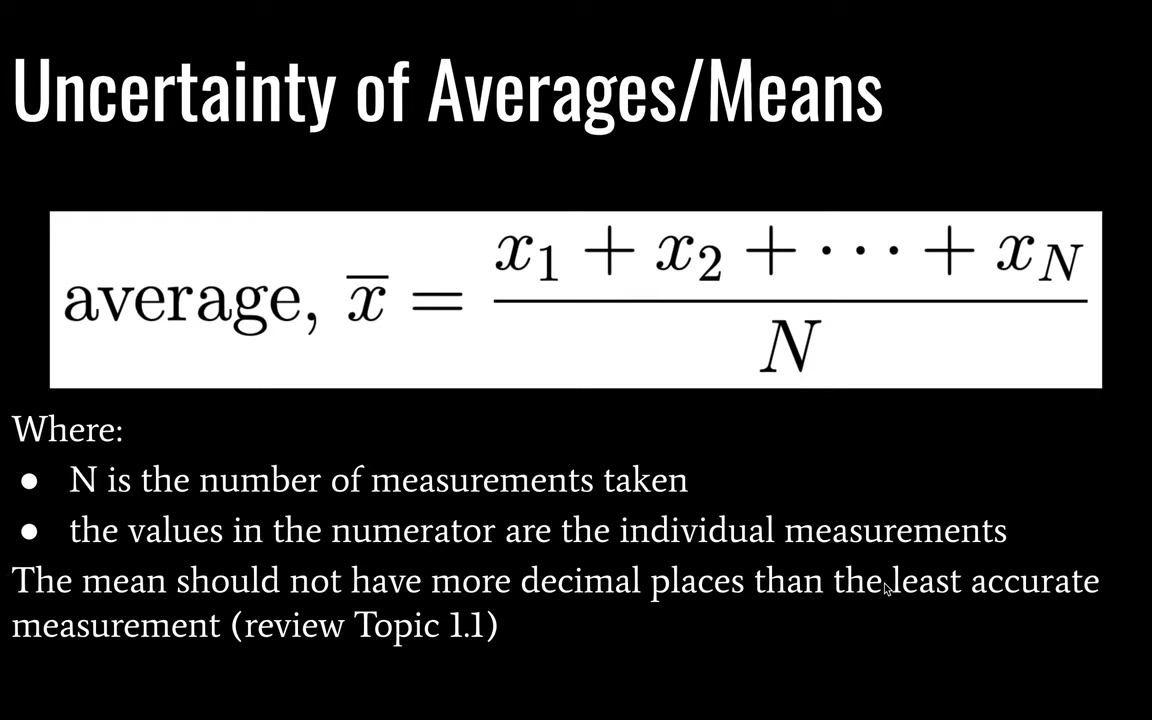 Uncertainty of Averages/Means
average, x̄ = (x₁ + x₂ + · · · + x_N) / N
Where:
● N is the number of measurements taken
● the values in the numerator are the individual measurements
The mean should not have more decimal places than the least accurate
measurement (review Topic 1.1)